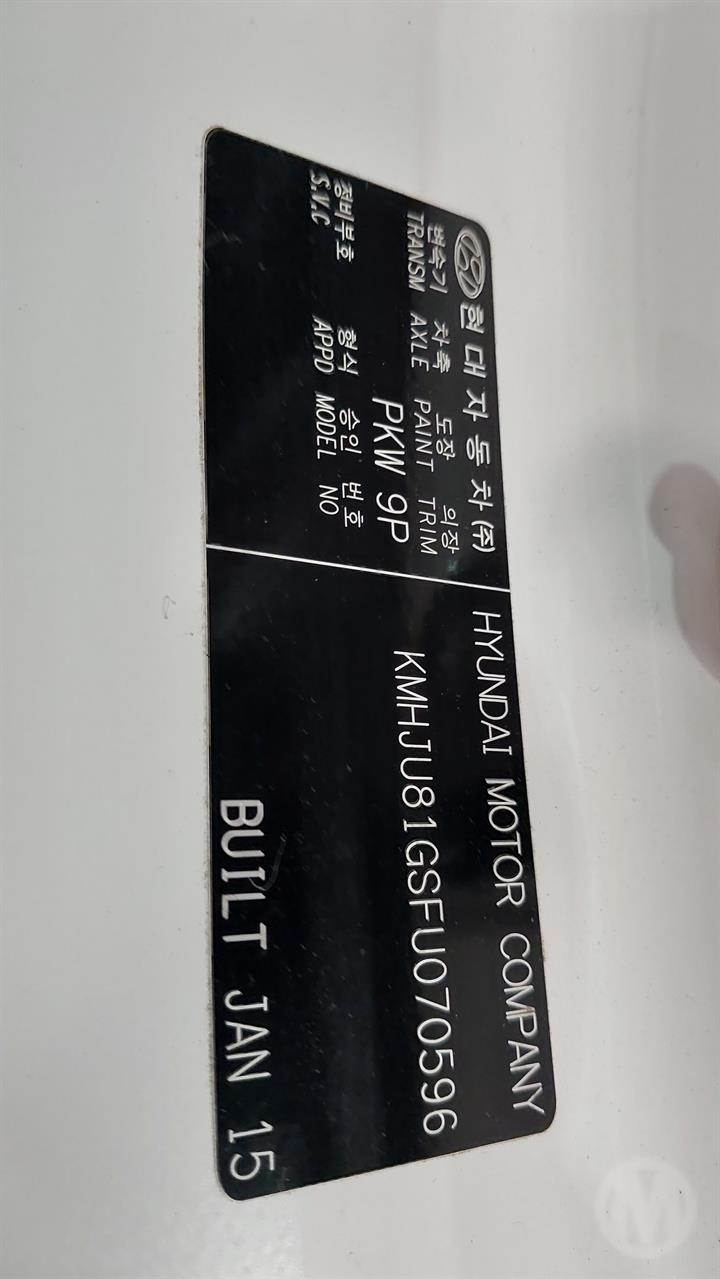 현대자동차(주)
변속기 차축 도장 의장
TRANSM AXLE PAINT TRIM
PKW 9P
정비부호 형식 승인 번호
S.V.C APPD MODEL NO
HYUNDAI MOTOR COMPANY
KMHJU81GSFU070596
BUILT JAN 15
M